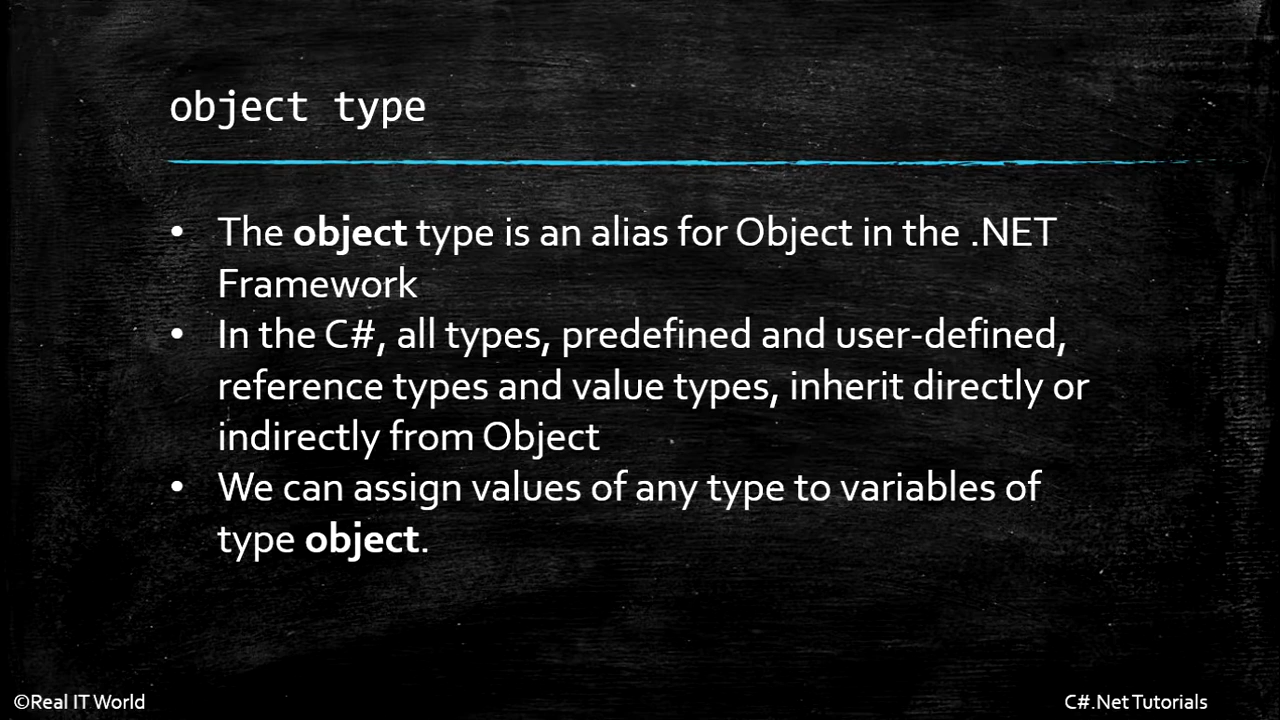 object type
• The object type is an alias for Object in the .NET
Framework
• In the C#, all types, predefined and user-defined,
reference types and value types, inherit directly or
indirectly from Object
• We can assign values of any type to variables of
type object.
©Real IT World
C#.Net Tutorials